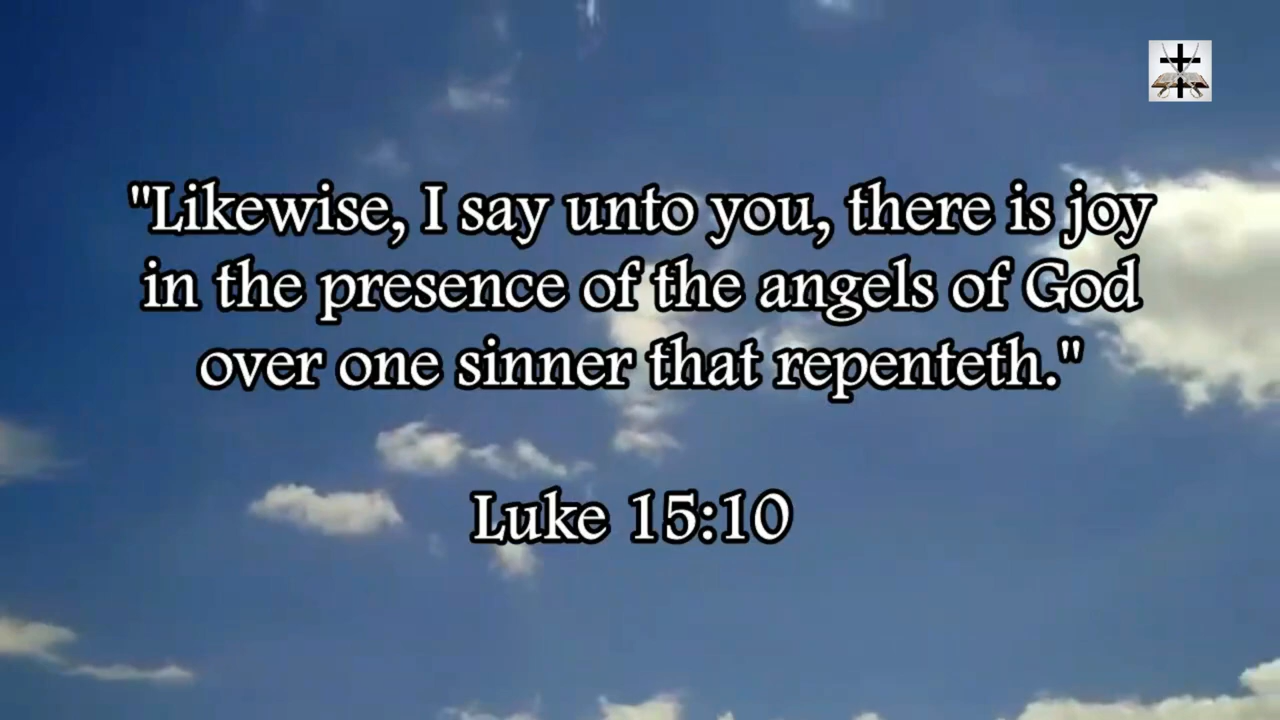 "Likewise, I say unto you, there is joy
in the presence of the angels of God
over one sinner that repenteth."
Luke 15:10